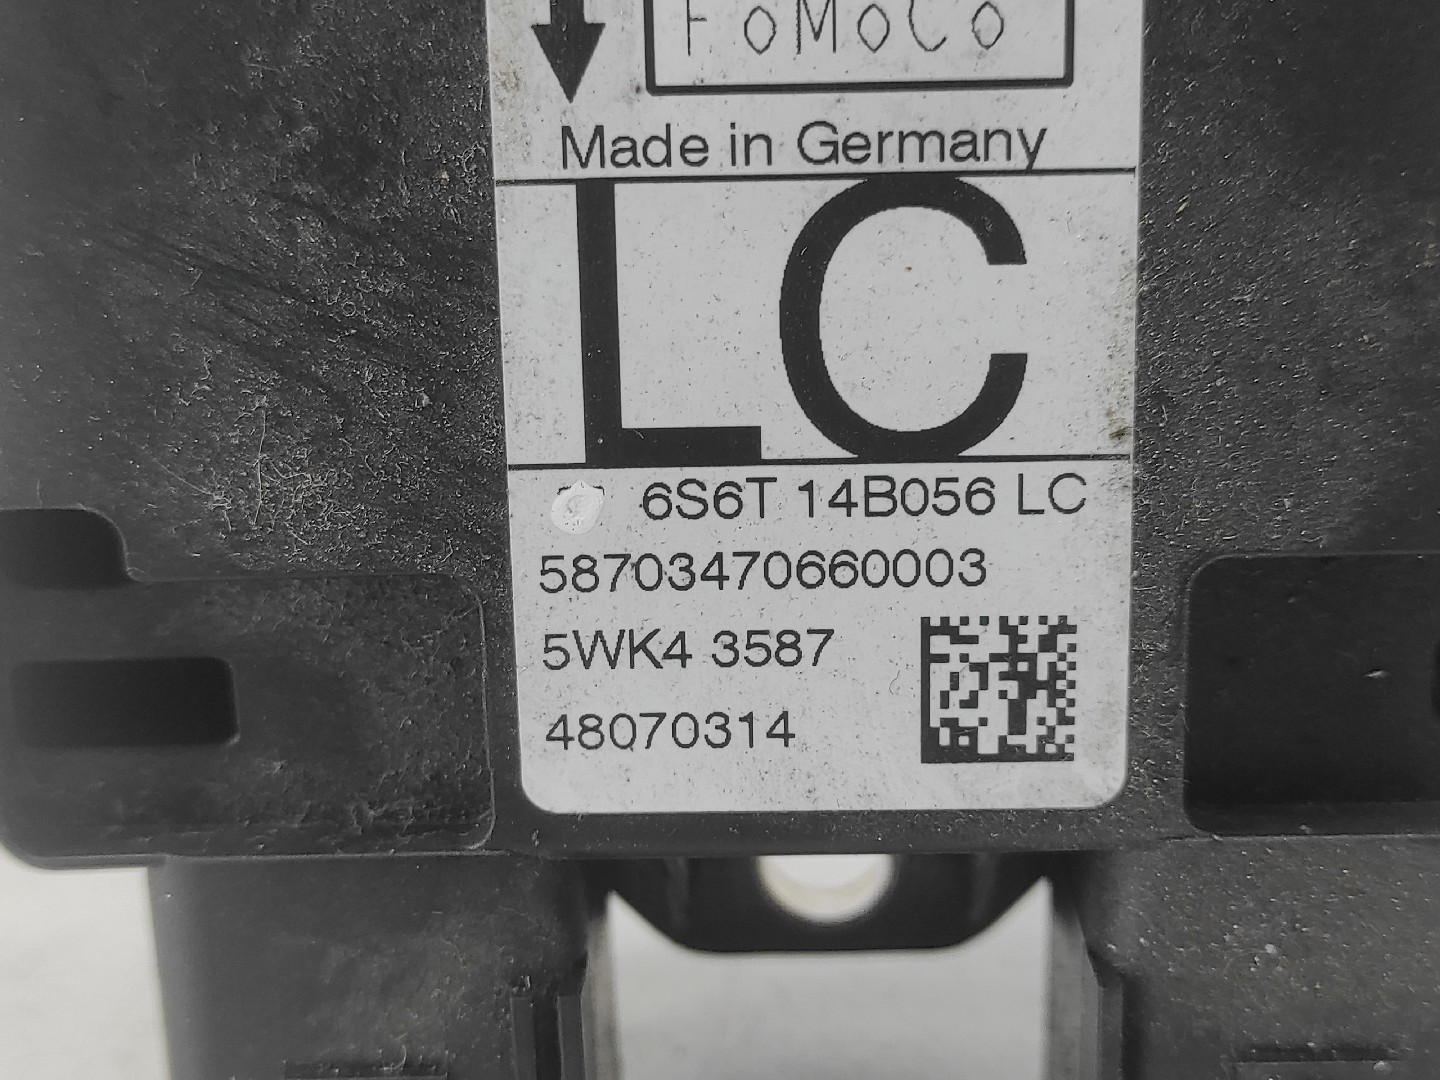 FoMoCo
Made in Germany
LC
6S6T 14B056 LC
58703470660003
5WK4 3587
48070314